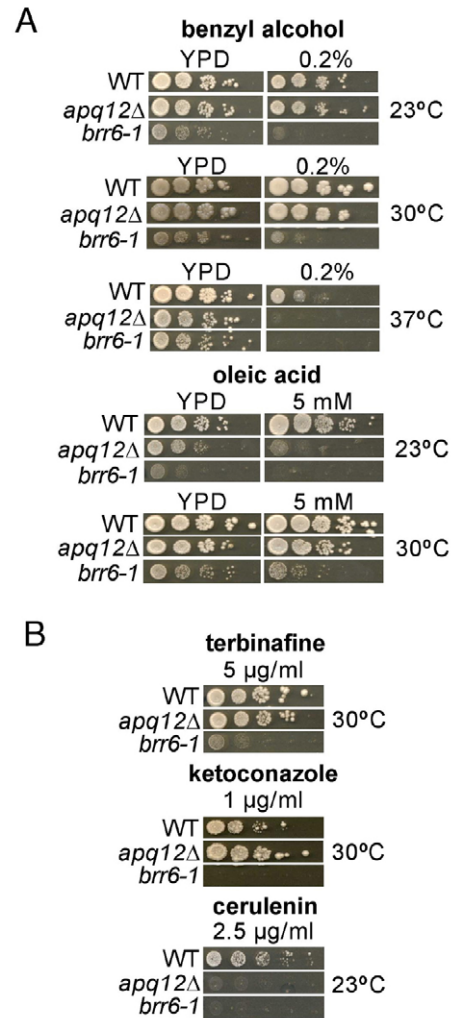 A
benzyl alcohol
YPD 0.2%
WT
apq12Δ 23ºC
brr6-1
YPD 0.2%
WT
apq12Δ 30ºC
brr6-1
YPD 0.2%
WT
apq12Δ 37ºC
brr6-1
oleic acid
YPD 5 mM
WT
apq12Δ 23ºC
brr6-1
YPD 5 mM
WT
apq12Δ 30ºC
brr6-1
B
terbinafine
5 µg/ml
WT
apq12Δ 30ºC
brr6-1
ketoconazole
1 µg/ml
WT
apq12Δ 30ºC
brr6-1
cerulenin
2.5 µg/ml
WT
apq12Δ 23ºC
brr6-1